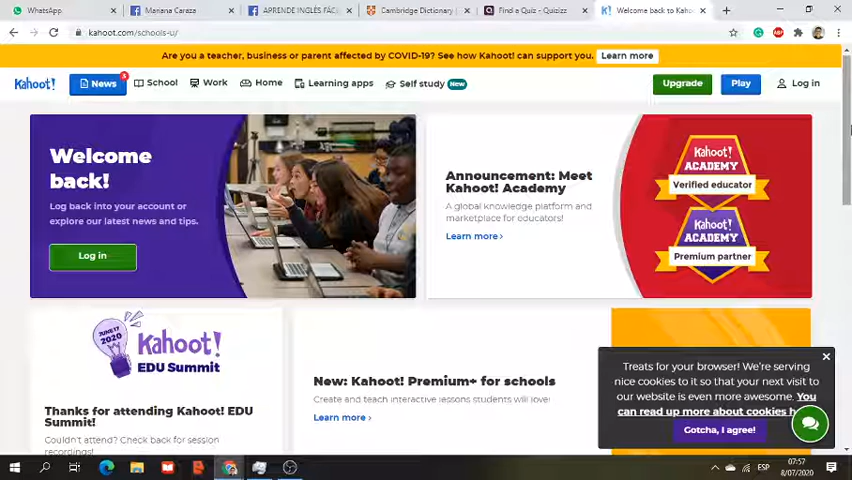 WhatsApp
Mariana Caraza
APRENDE INGLÉS FÁCIL
Cambridge Dictionary |
Find a Quiz - Quizizz
Welcome back to Kaho
kahoot.com/schools-u/
Are you a teacher, business or parent affected by COVID-19? See how Kahoot! can support you.
Learn more
Kahoot!
News
School
Work
Home
Learning apps
Self study
New
Upgrade
Play
Log in
Welcome
back!
Log back into your account or
explore our latest news and tips.
Log in
Announcement: Meet
Kahoot! Academy
A global knowledge platform and
marketplace for educators!
Learn more ›
Kahoot!
ACADEMY
Verified educator
Kahoot!
ACADEMY
Premium partner
JUNE 17
2020
Kahoot!
EDU Summit
Thanks for attending Kahoot! EDU
Summit!
Couldn't attend? Check back for session
recordings!
New: Kahoot! Premium+ for schools
Create and teach interactive lessons students will love!
Learn more ›
Treats for your browser! We're serving
nice cookies to it so that your next visit to
our website is even more awesome. You
can read up more about cookies h
Gotcha, I agree!
ESP
07:57
8/07/2020